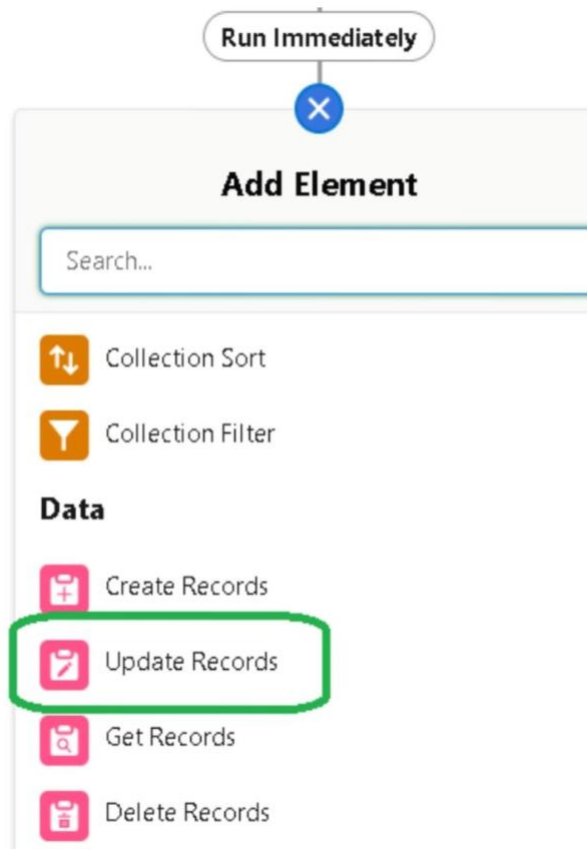 Run Immediately
Add Element
Search...
Collection Sort
Collection Filter
Data
Create Records
Update Records
Get Records
Delete Records